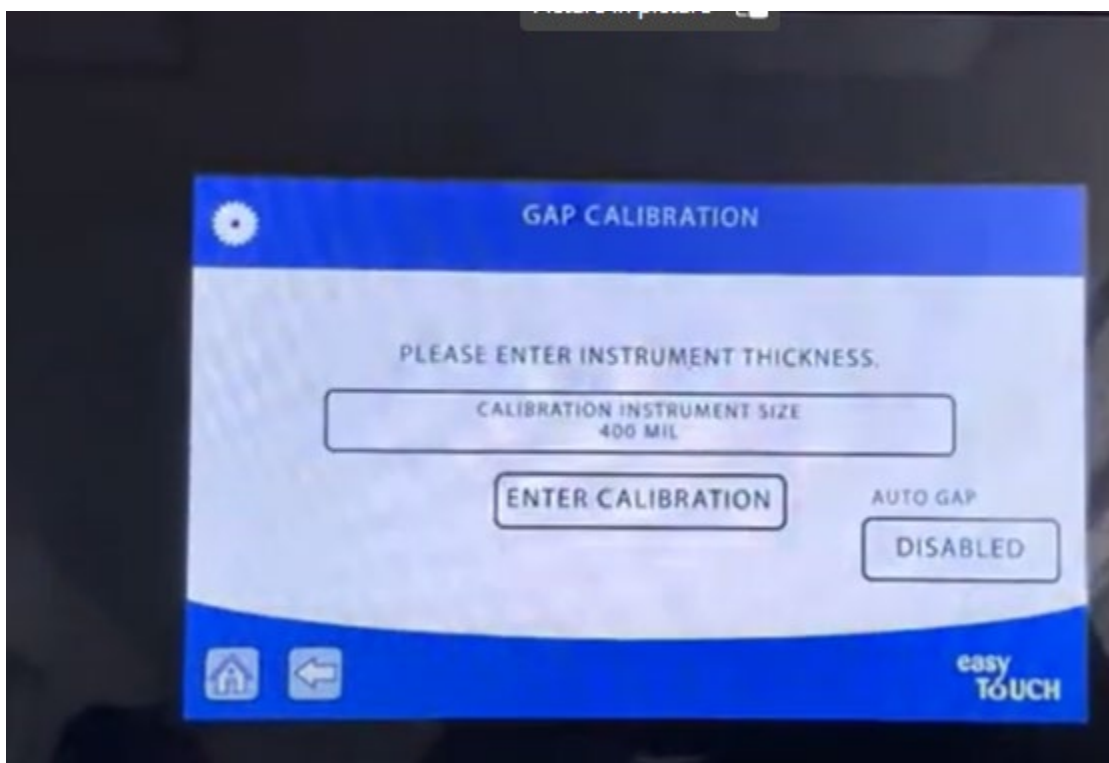 GAP CALIBRATION
PLEASE ENTER INSTRUMENT THICKNESS.
CALIBRATION INSTRUMENT SIZE
400 MIL
ENTER CALIBRATION
AUTO GAP
DISABLED
easy
TOUCH